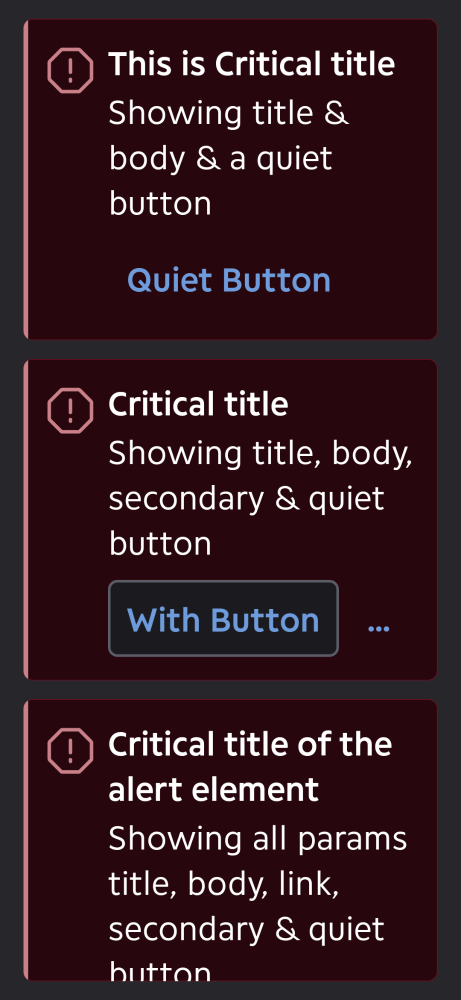 This is Critical title
Showing title &
body & a quiet
button
Quiet Button
Critical title
Showing title, body,
secondary & quiet
button
With Button
...
Critical title of the
alert element
Showing all params
title, body, link,
secondary & quiet
button